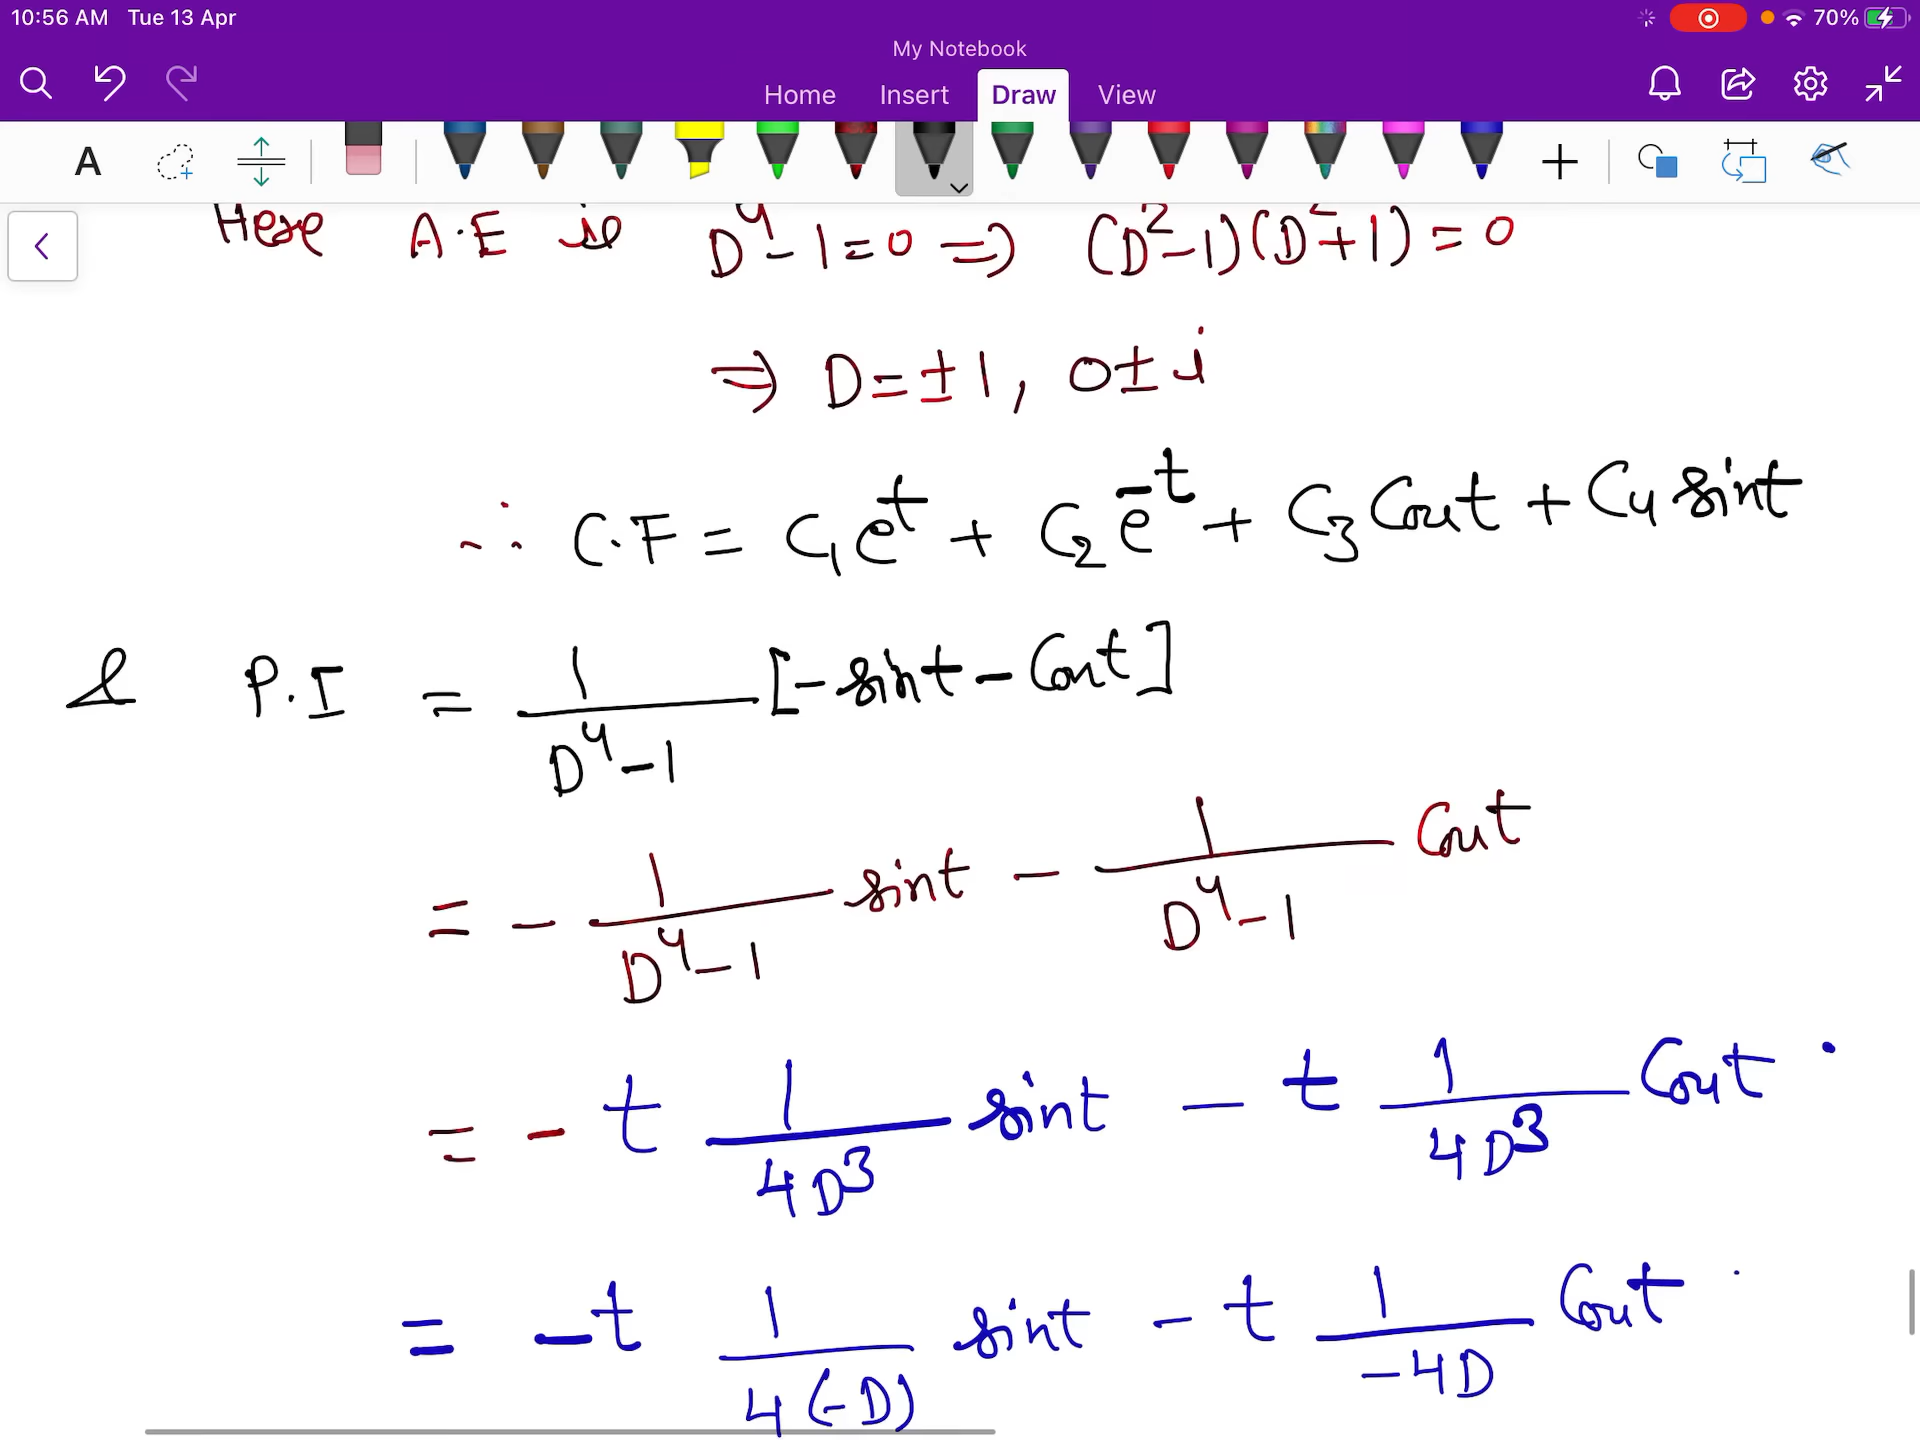 10:56 AM Tue 13 Apr 70%
My Notebook
Home Insert Draw View
A
Here A.E is D⁴-1=0 ⇒ (D²-1)(D²+1)=0
⇒ D=±1, 0±i
∴ C.F = C₁eᵗ + C₂e⁻ᵗ + C₃Cost + C₄ sint
& P.I = 1/(D⁴-1) [-sint - Cost]
= - 1/(D⁴-1) sint - 1/(D⁴-1) Cost
= - t 1/(4D³) sint - t 1/(4D³) Cost.
= -t 1/(4(-D)) sint - t 1/(-4D) Cost.